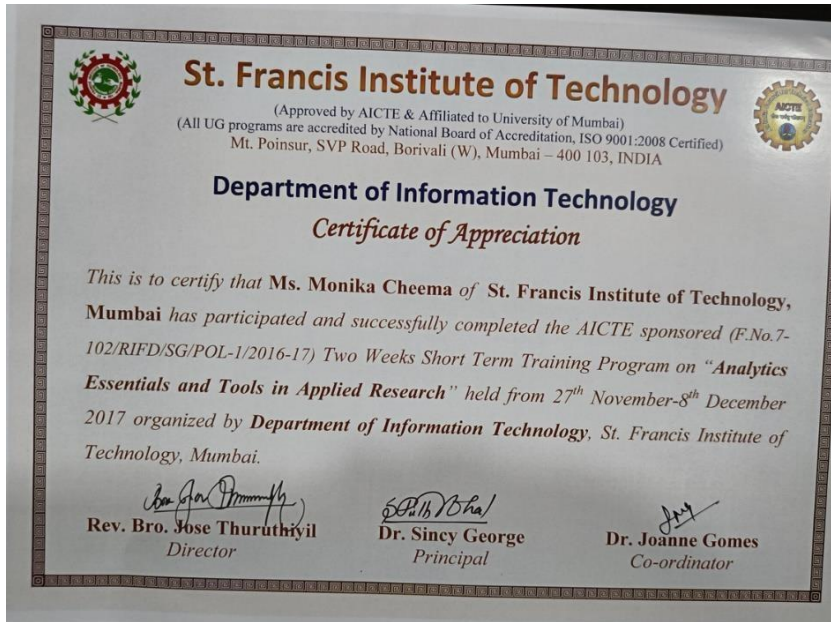 St. Francis Institute of Technology
(Approved by AICTE & Affiliated to University of Mumbai)
(All UG programs are accredited by National Board of Accreditation, ISO 9001:2008 Certified)
Mt. Poinsur, SVP Road, Borivali (W), Mumbai – 400 103, INDIA
AICTE
Department of Information Technology
Certificate of Appreciation
This is to certify that Ms. Monika Cheema of St. Francis Institute of Technology,
Mumbai has participated and successfully completed the AICTE sponsored (F.No.7-
102/RIFD/SG/POL-1/2016-17) Two Weeks Short Term Training Program on “Analytics
Essentials and Tools in Applied Research” held from 27th November-8th December
2017 organized by Department of Information Technology, St. Francis Institute of
Technology, Mumbai.
Rev. Bro. Jose Thuruthiyil
Director
Dr. Sincy George
Principal
Dr. Joanne Gomes
Co-ordinator